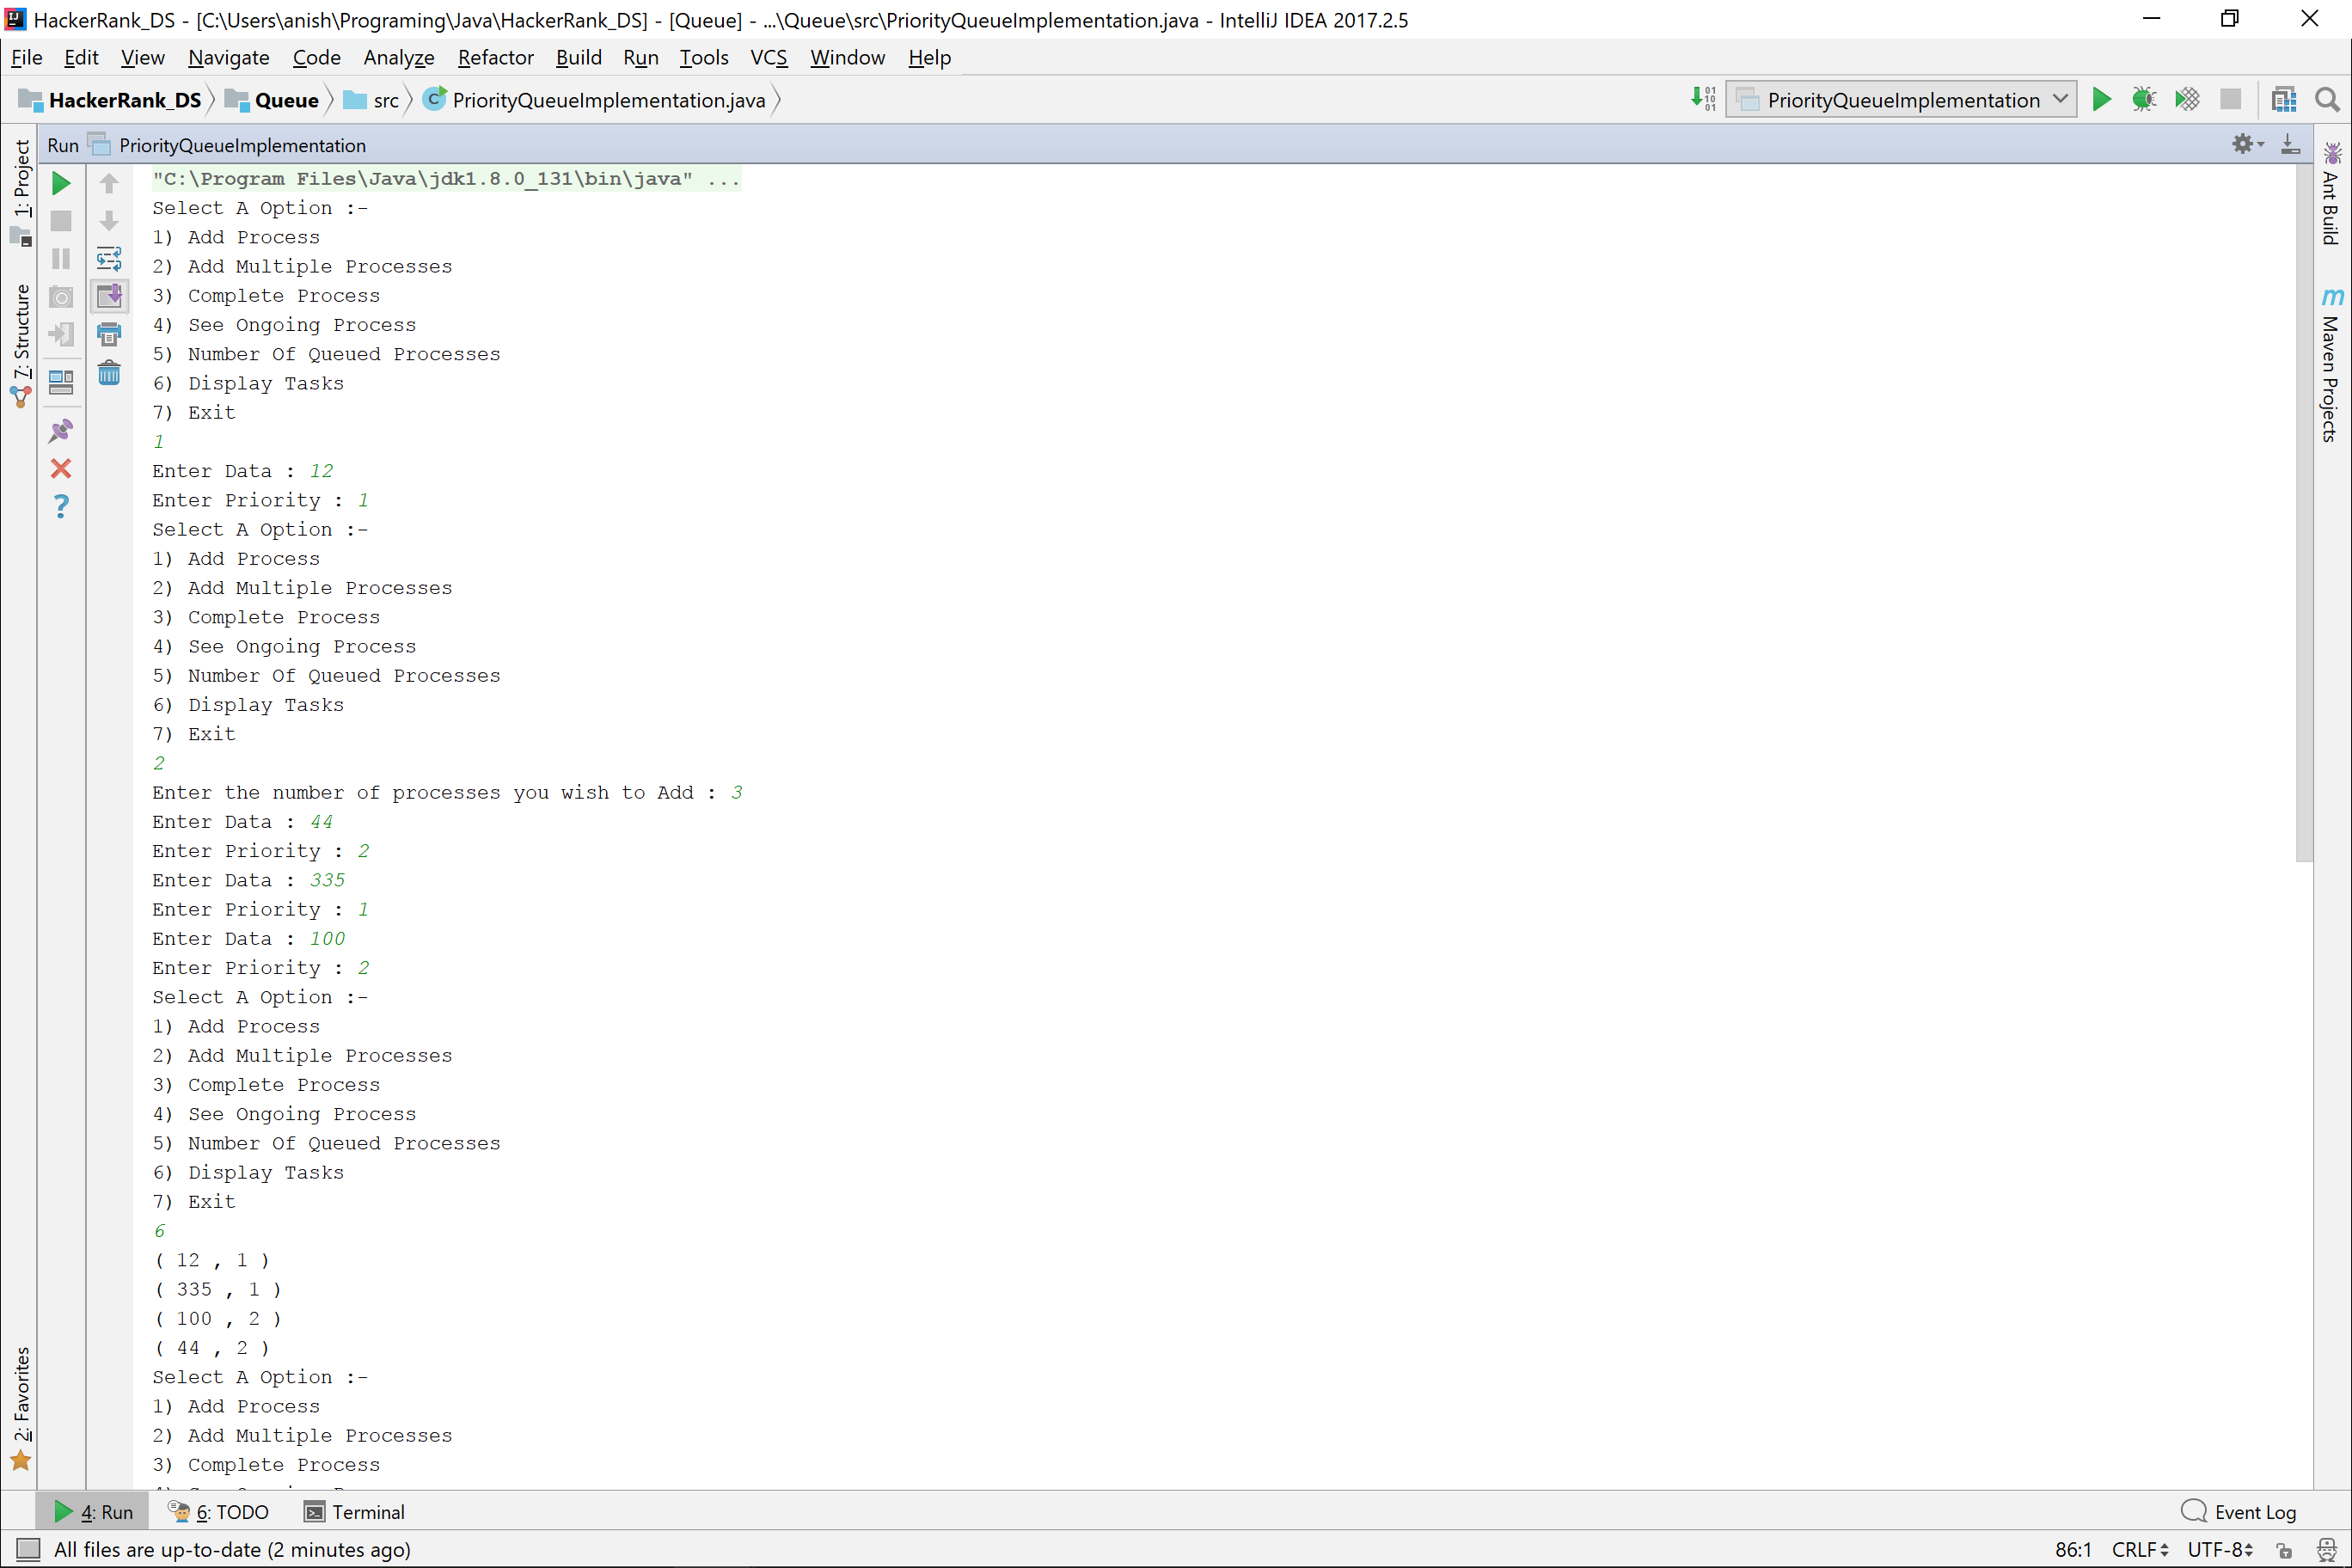 HackerRank_DS - [C:\Users\anish\Programing\Java\HackerRank_DS] - [Queue] - ...\Queue\src\PriorityQueueImplementation.java - IntelliJ IDEA 2017.2.5
File Edit View Navigate Code Analyze Refactor Build Run Tools VCS Window Help
HackerRank_DS Queue src PriorityQueueImplementation.java PriorityQueueImplementation
Run PriorityQueueImplementation
1: Project
7: Structure
2: Favorites
Ant Build
Maven Projects
"C:\Program Files\Java\jdk1.8.0_131\bin\java" ...
Select A Option :-
1) Add Process
2) Add Multiple Processes
3) Complete Process
4) See Ongoing Process
5) Number Of Queued Processes
6) Display Tasks
7) Exit
1
Enter Data : 12
Enter Priority : 1
Select A Option :-
1) Add Process
2) Add Multiple Processes
3) Complete Process
4) See Ongoing Process
5) Number Of Queued Processes
6) Display Tasks
7) Exit
2
Enter the number of processes you wish to Add : 3
Enter Data : 44
Enter Priority : 2
Enter Data : 335
Enter Priority : 1
Enter Data : 100
Enter Priority : 2
Select A Option :-
1) Add Process
2) Add Multiple Processes
3) Complete Process
4) See Ongoing Process
5) Number Of Queued Processes
6) Display Tasks
7) Exit
6
( 12 , 1 )
( 335 , 1 )
( 100 , 2 )
( 44 , 2 )
Select A Option :-
1) Add Process
2) Add Multiple Processes
3) Complete Process
4: Run 6: TODO Terminal Event Log
All files are up-to-date (2 minutes ago) 86:1 CRLF UTF-8